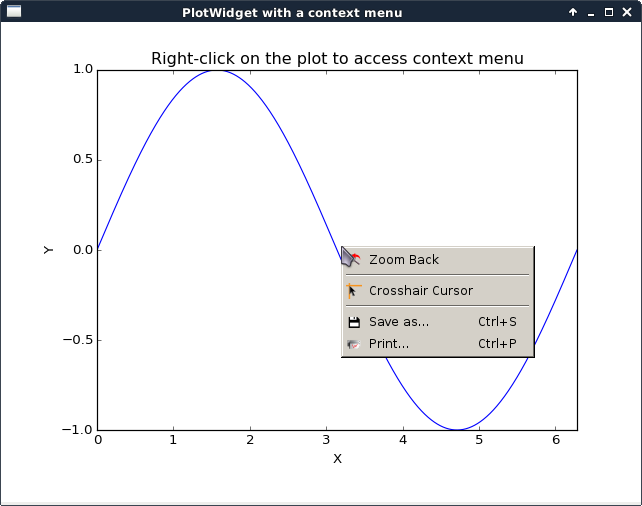 PlotWidget with a context menu
Right-click on the plot to access context menu
1.0
0.5
0.0
−0.5
−1.0
Y
Zoom Back
Crosshair Cursor
Save as... Ctrl+S
Print... Ctrl+P
0 1 2 3 4 5 6
X